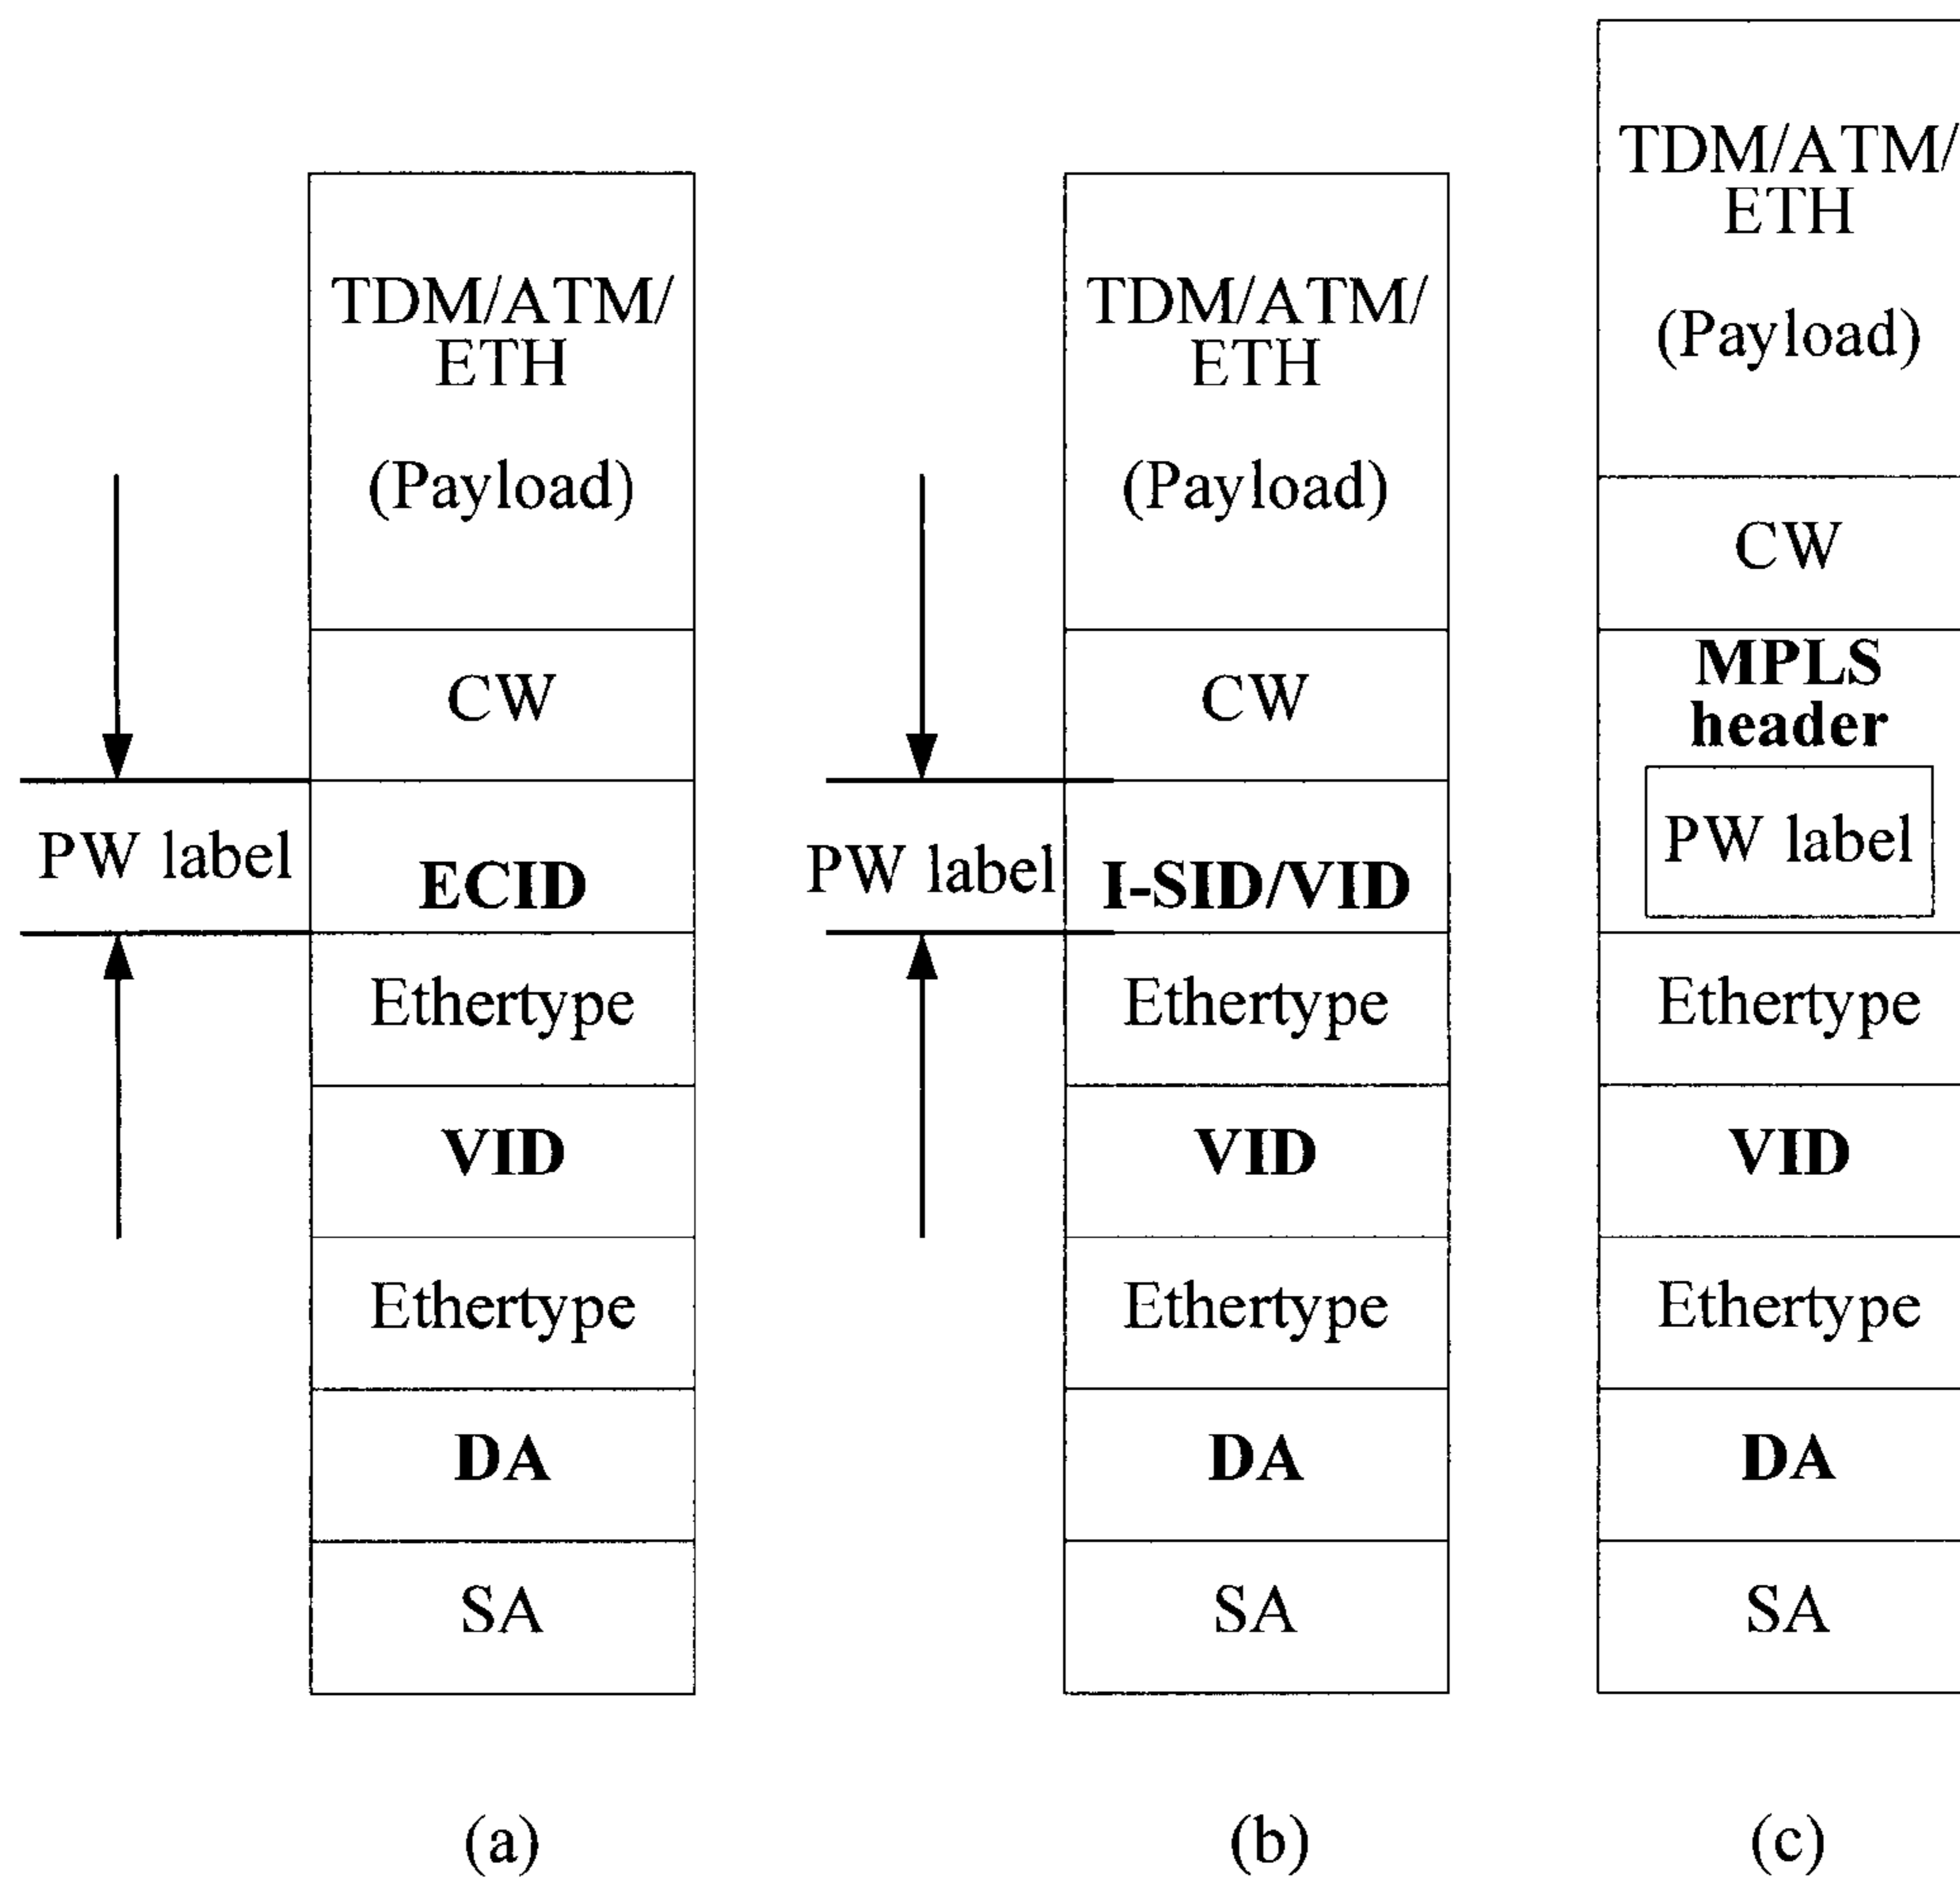 TDM/ATM/
ETH
(Payload)
CW
PW label
ECID
Ethertype
VID
Ethertype
DA
SA
(a)
TDM/ATM/
ETH
(Payload)
CW
PW label
I-SID/VID
Ethertype
VID
Ethertype
DA
SA
(b)
TDM/ATM/
ETH
(Payload)
CW
MPLS
header
PW label
Ethertype
VID
Ethertype
DA
SA
(c)